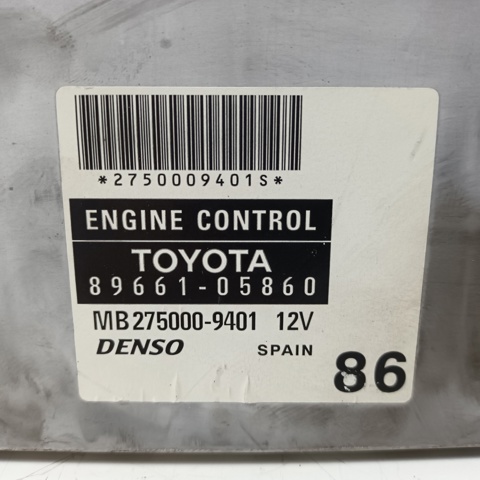 *2750009401S*
ENGINE CONTROL
TOYOTA
89661-05860
MB275000-9401 12V
DENSO SPAIN 86